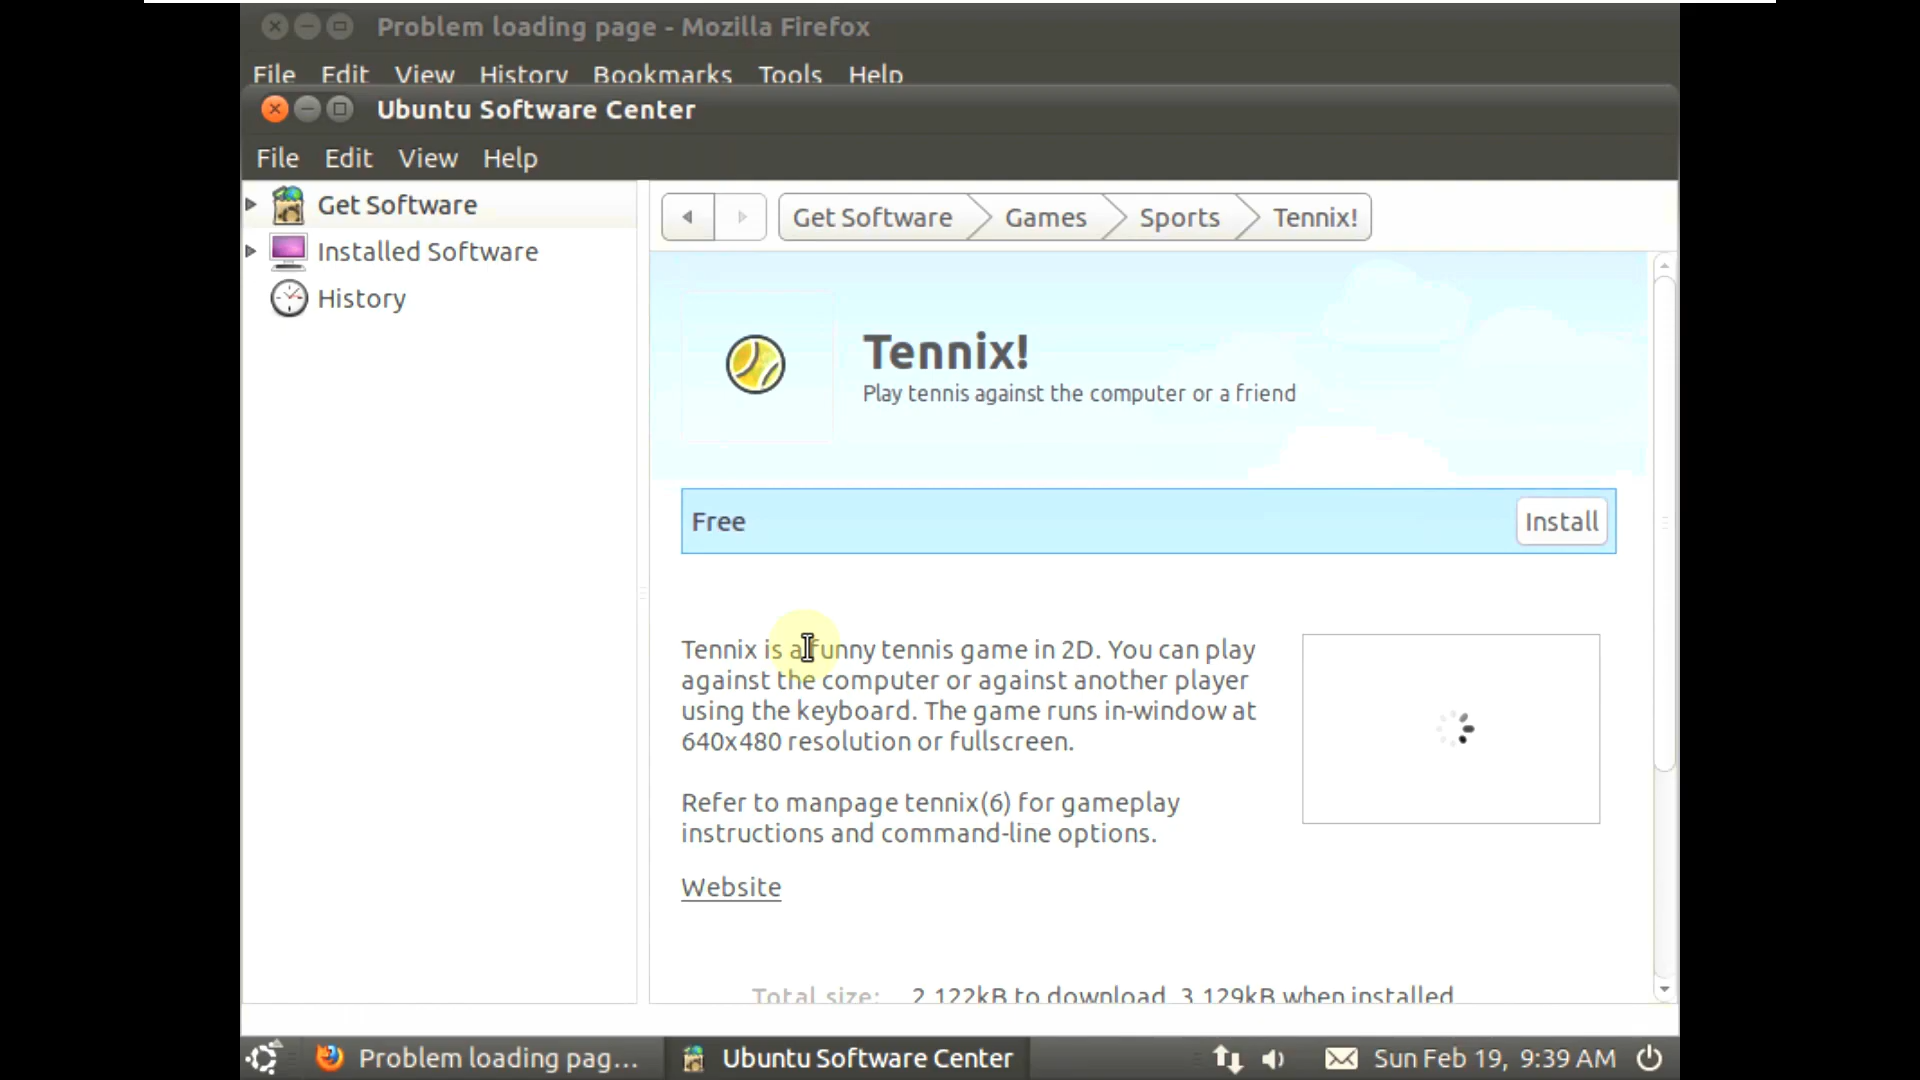 Problem loading page - Mozilla Firefox
File Edit View History Bookmarks Tools Help
Ubuntu Software Center
File Edit View Help
Get Software
Installed Software
History
Get Software Games Sports Tennix!
Tennix!
Play tennis against the computer or a friend
Free Install
Tennix is a funny tennis game in 2D. You can play
against the computer or against another player
using the keyboard. The game runs in-window at
640x480 resolution or fullscreen.
Refer to manpage tennix(6) for gameplay
instructions and command-line options.
Website
Total size: 2,122kB to download, 3,129kB when installed
Problem loading pag... Ubuntu Software Center Sun Feb 19, 9:39 AM